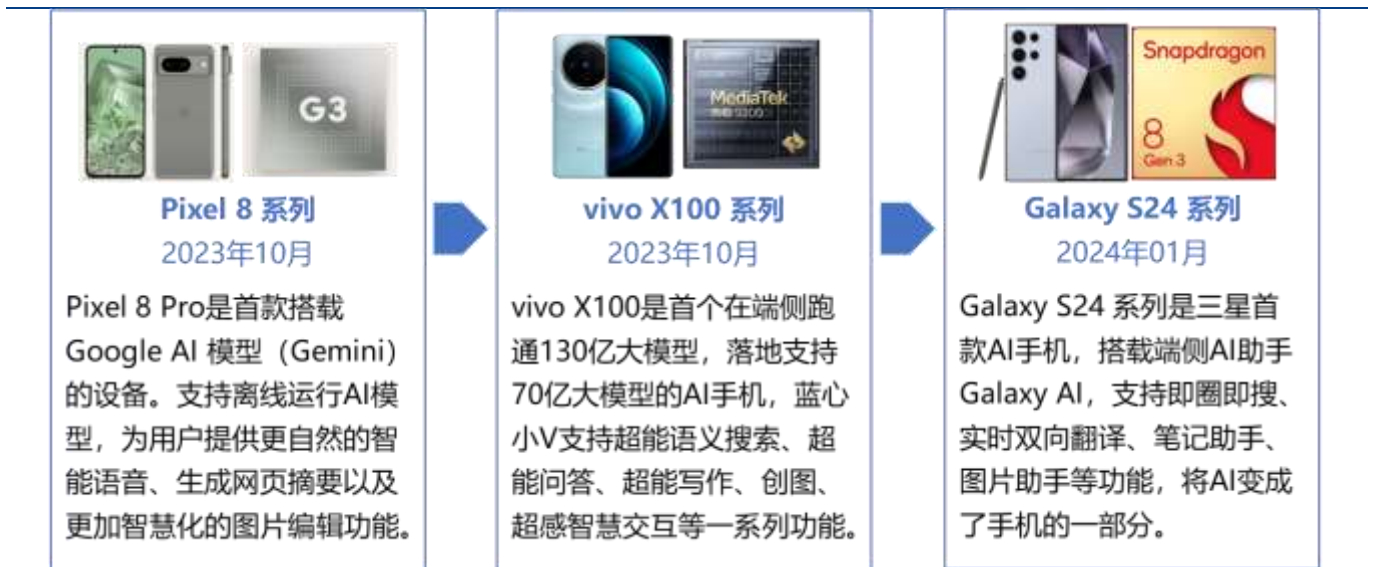 G3
Pixel 8 系列
2023年10月
Pixel 8 Pro是首款搭载
Google AI 模型（Gemini）
的设备。支持离线运行AI模
型，为用户提供更自然的智
能语音、生成网页摘要以及
更加智慧化的图片编辑功能。
MediaTek
9300
vivo X100 系列
2023年10月
vivo X100是首个在端侧跑
通130亿大模型，落地支持
70亿大模型的AI手机，蓝心
小V支持超能语义搜索、超
能问答、超能写作、创图、
超感智慧交互等一系列功能。
Snapdragon
8
Gen 3
Galaxy S24 系列
2024年01月
Galaxy S24 系列是三星首
款AI手机，搭载端侧AI助手
Galaxy AI，支持即圈即搜、
实时双向翻译、笔记助手、
图片助手等功能，将AI变成
了手机的一部分。